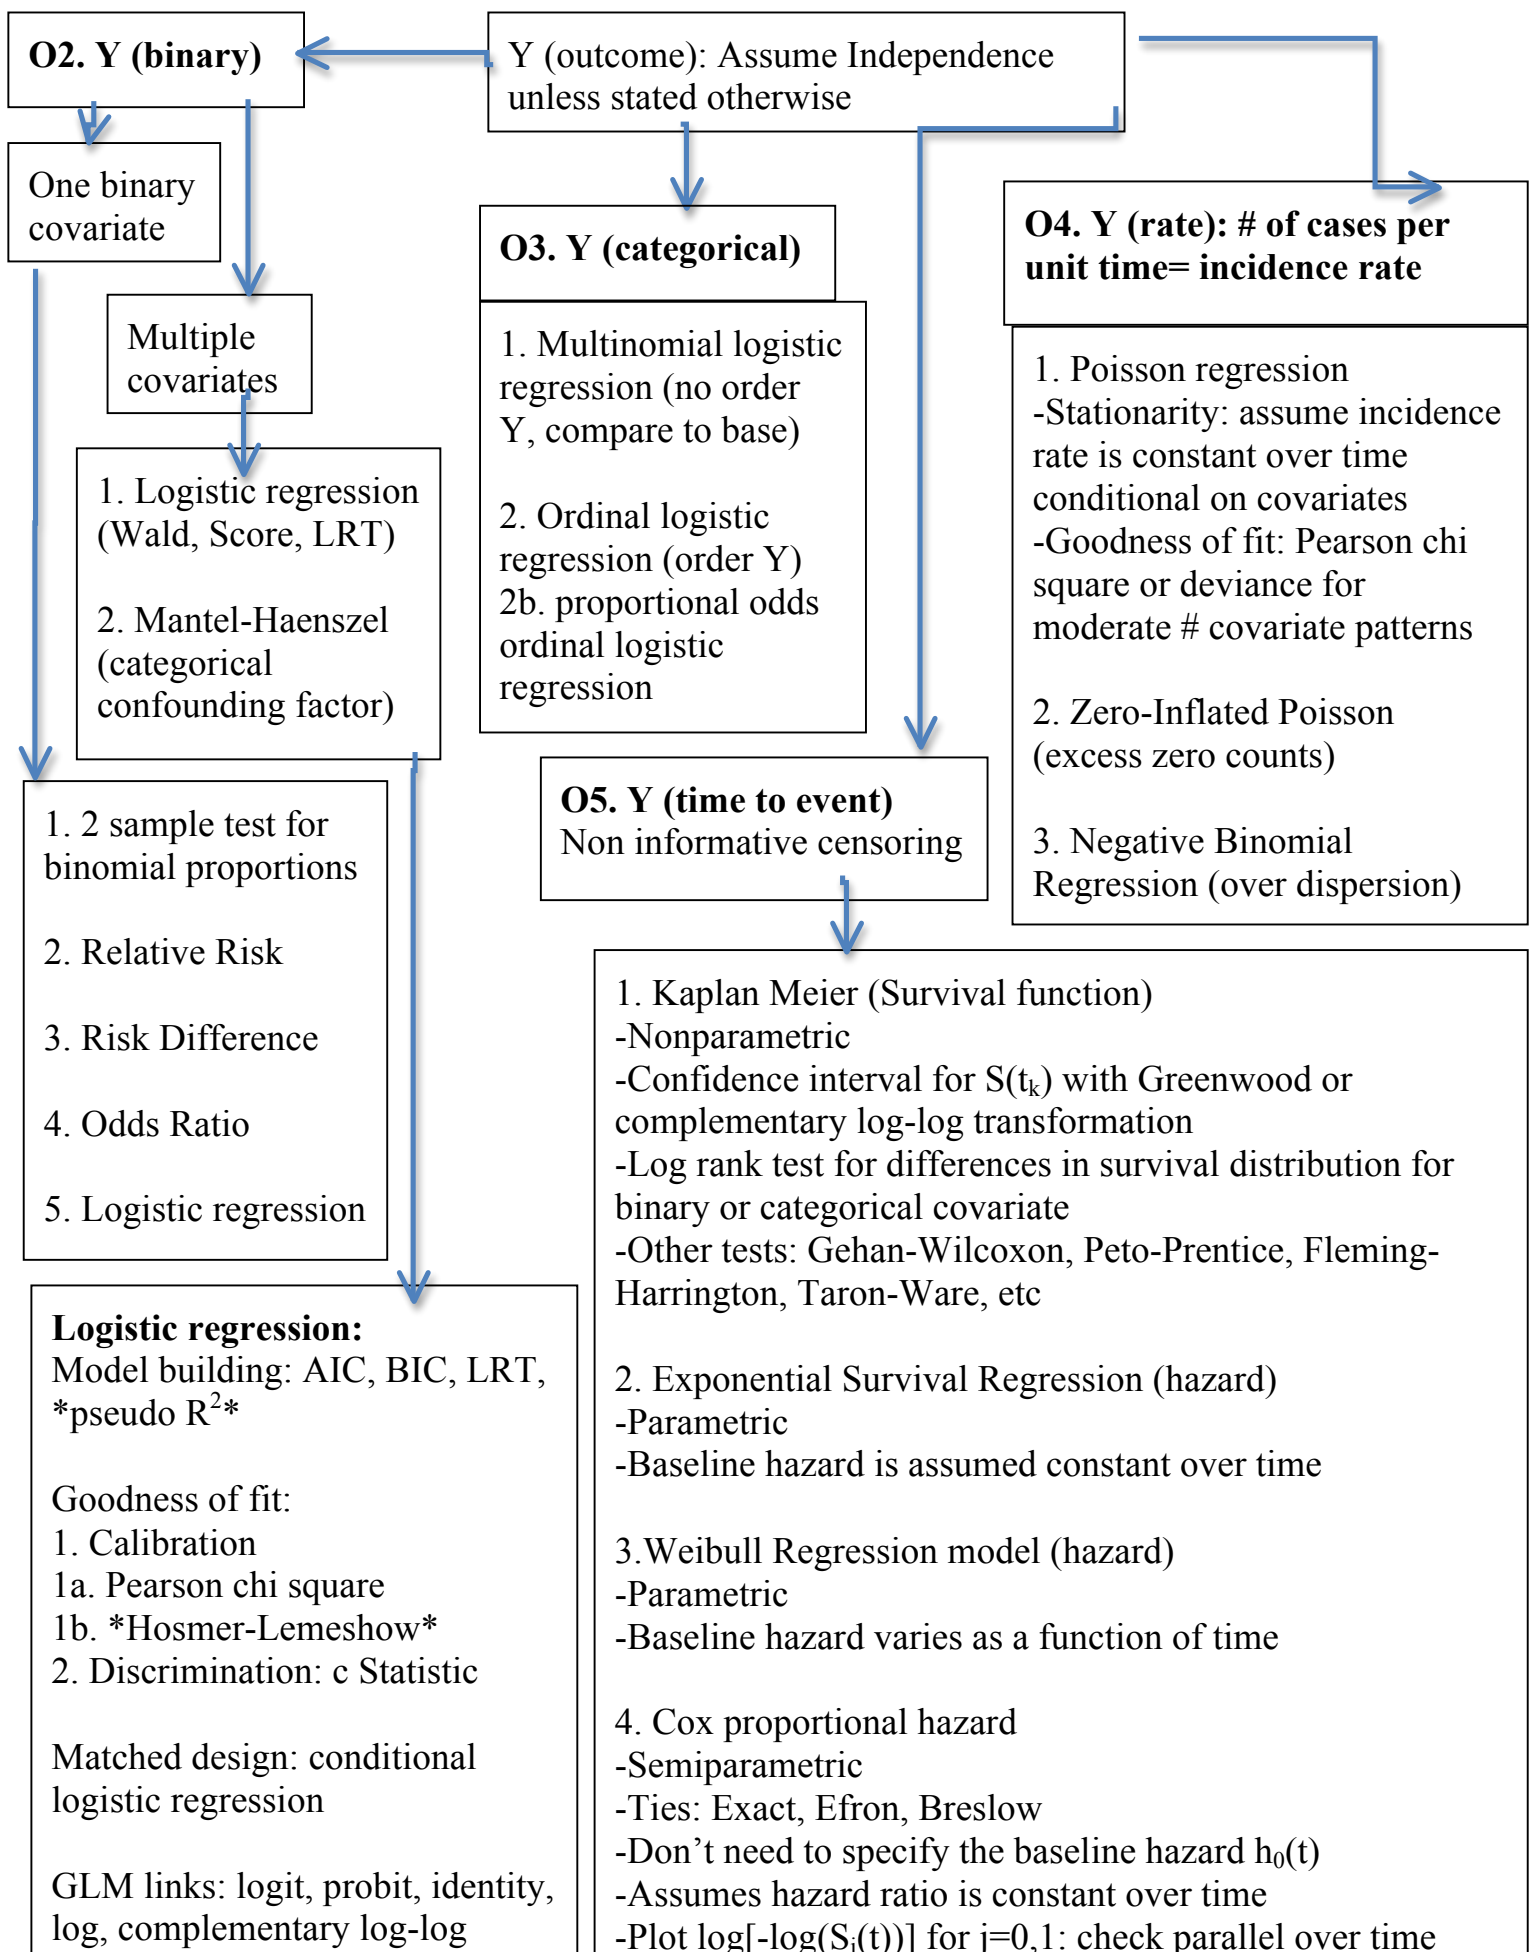 O2. Y (binary)
Y (outcome): Assume Independence
unless stated otherwise
One binary
covariate
Multiple
covariates
1. Logistic regression
(Wald, Score, LRT)
2. Mantel-Haenszel
(categorical
confounding factor)
1. 2 sample test for
binomial proportions
2. Relative Risk
3. Risk Difference
4. Odds Ratio
5. Logistic regression
Logistic regression:
Model building: AIC, BIC, LRT,
*pseudo R²*
Goodness of fit:
1. Calibration
1a. Pearson chi square
1b. *Hosmer-Lemeshow*
2. Discrimination: c Statistic
Matched design: conditional
logistic regression
GLM links: logit, probit, identity,
log, complementary log-log
O3. Y (categorical)
1. Multinomial logistic
regression (no order
Y, compare to base)
2. Ordinal logistic
regression (order Y)
2b. proportional odds
ordinal logistic
regression
O4. Y (rate): # of cases per
unit time= incidence rate
1. Poisson regression
-Stationarity: assume incidence
rate is constant over time
conditional on covariates
-Goodness of fit: Pearson chi
square or deviance for
moderate # covariate patterns
2. Zero-Inflated Poisson
(excess zero counts)
3. Negative Binomial
Regression (over dispersion)
O5. Y (time to event)
Non informative censoring
1. Kaplan Meier (Survival function)
-Nonparametric
-Confidence interval for S(tₖ) with Greenwood or
complementary log-log transformation
-Log rank test for differences in survival distribution for
binary or categorical covariate
-Other tests: Gehan-Wilcoxon, Peto-Prentice, Fleming-
Harrington, Taron-Ware, etc
2. Exponential Survival Regression (hazard)
-Parametric
-Baseline hazard is assumed constant over time
3.Weibull Regression model (hazard)
-Parametric
-Baseline hazard varies as a function of time
4. Cox proportional hazard
-Semiparametric
-Ties: Exact, Efron, Breslow
-Don’t need to specify the baseline hazard h₀(t)
-Assumes hazard ratio is constant over time
-Plot log[-log(Sⱼ(t))] for j=0,1: check parallel over time